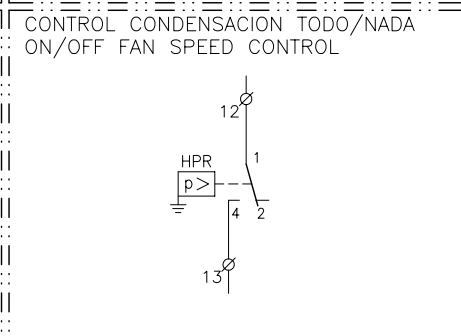 CONTROL CONDENSACION TODO/NADA
ON/OFF FAN SPEED CONTROL
12
1
HPR
p>
4 2
13